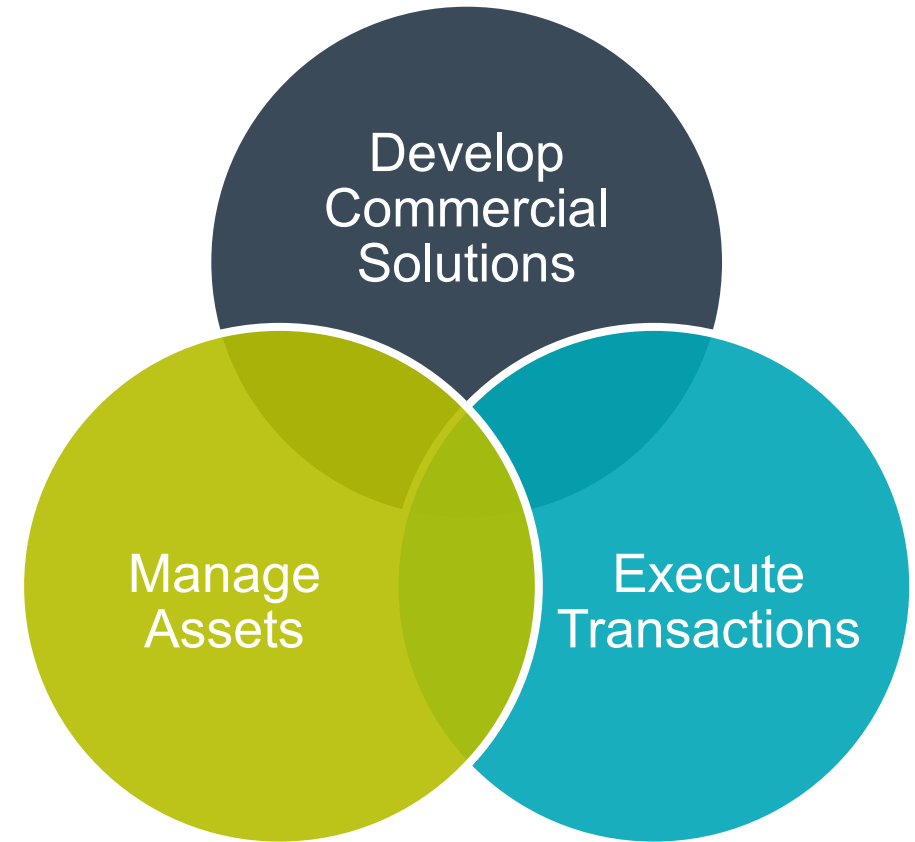 Develop
Commercial
Solutions
Manage
Assets
Execute
Transactions